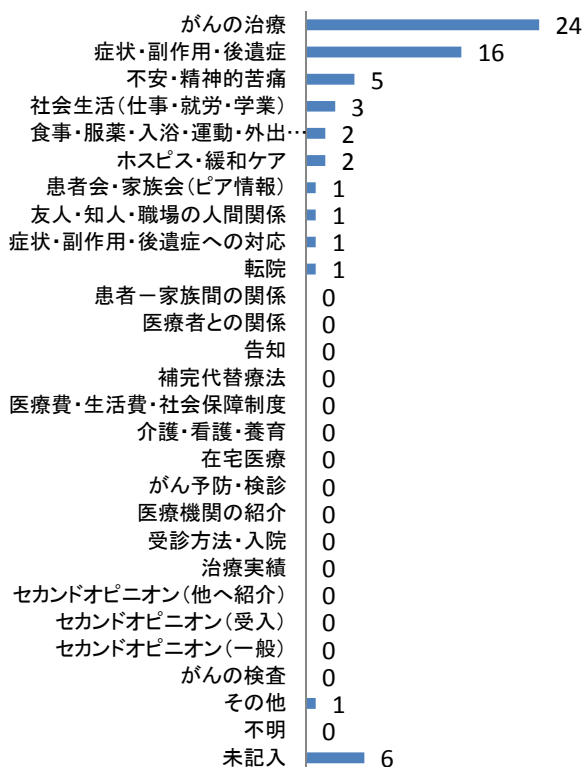 がんの治療 24
症状・副作用・後遺症 16
不安・精神的苦痛 5
社会生活(仕事・就労・学業) 3
食事・服薬・入浴・運動・外出… 2
ホスピス・緩和ケア 2
患者会・家族会(ピア情報) 1
友人・知人・職場の人間関係 1
症状・副作用・後遺症への対応 1
転院 1
患者－家族間の関係 0
医療者との関係 0
告知 0
補完代替療法 0
医療費・生活費・社会保障制度 0
介護・看護・養育 0
在宅医療 0
がん予防・検診 0
医療機関の紹介 0
受診方法・入院 0
治療実績 0
セカンドオピニオン(他へ紹介) 0
セカンドオピニオン(受入) 0
セカンドオピニオン(一般) 0
がんの検査 0
その他 1
不明 0
未記入 6